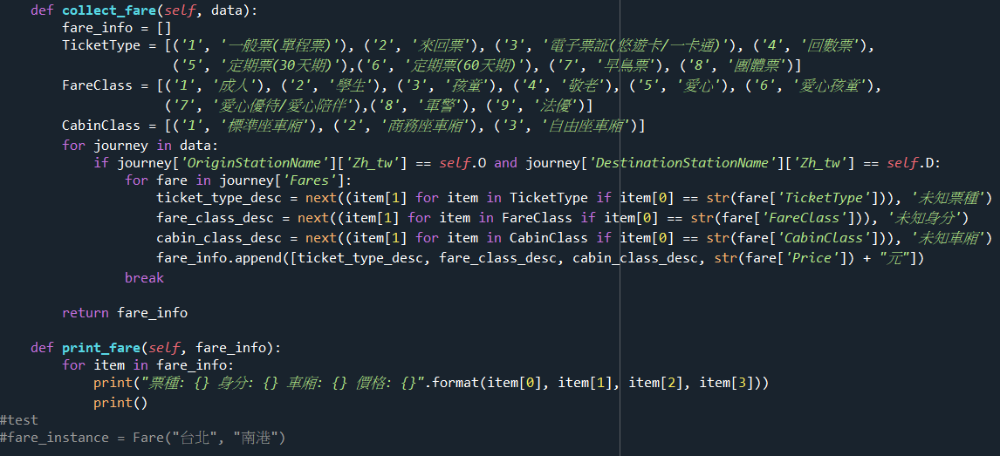 def collect_fare(self, data):
fare_info = []
TicketType = [('1', '一般票(單程票)'), ('2', '來回票'), ('3', '電子票証(悠遊卡/一卡通)'), ('4', '回數票'),
('5', '定期票(30天期)'),('6', '定期票(60天期)'), ('7', '早鳥票'), ('8', '團體票')]
FareClass = [('1', '成人'), ('2', '學生'), ('3', '孩童'), ('4', '敬老'), ('5', '愛心'), ('6', '愛心孩童'),
('7', '愛心優待/愛心陪伴'),('8', '軍警'), ('9', '法優')]
CabinClass = [('1', '標準座車廂'), ('2', '商務座車廂'), ('3', '自由座車廂')]
for journey in data:
if journey['OriginStationName']['Zh_tw'] == self.O and journey['DestinationStationName']['Zh_tw'] == self.D:
for fare in journey['Fares']:
ticket_type_desc = next((item[1] for item in TicketType if item[0] == str(fare['TicketType'])), '未知票種')
fare_class_desc = next((item[1] for item in FareClass if item[0] == str(fare['FareClass'])), '未知身分')
cabin_class_desc = next((item[1] for item in CabinClass if item[0] == str(fare['CabinClass'])), '未知車廂')
fare_info.append([ticket_type_desc, fare_class_desc, cabin_class_desc, str(fare['Price']) + "元"])
break
return fare_info
def print_fare(self, fare_info):
for item in fare_info:
print("票種: {} 身分: {} 車廂: {} 價格: {}".format(item[0], item[1], item[2], item[3]))
print()
#test
#fare_instance = Fare("台北", "南港")